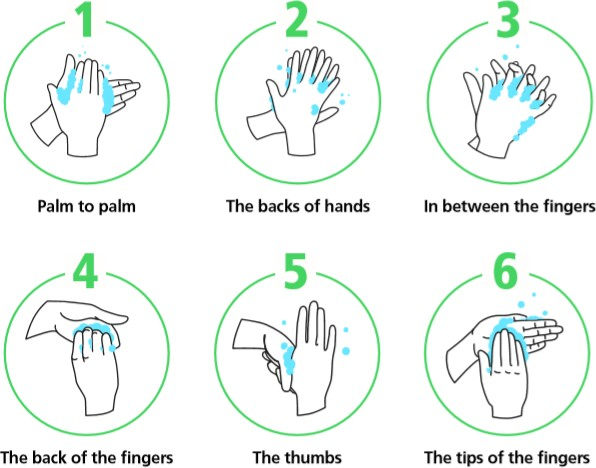 1
2
3
Palm to palm
The backs of hands
In between the fingers
4
5
6
The back of the fingers
The thumbs
The tips of the fingers